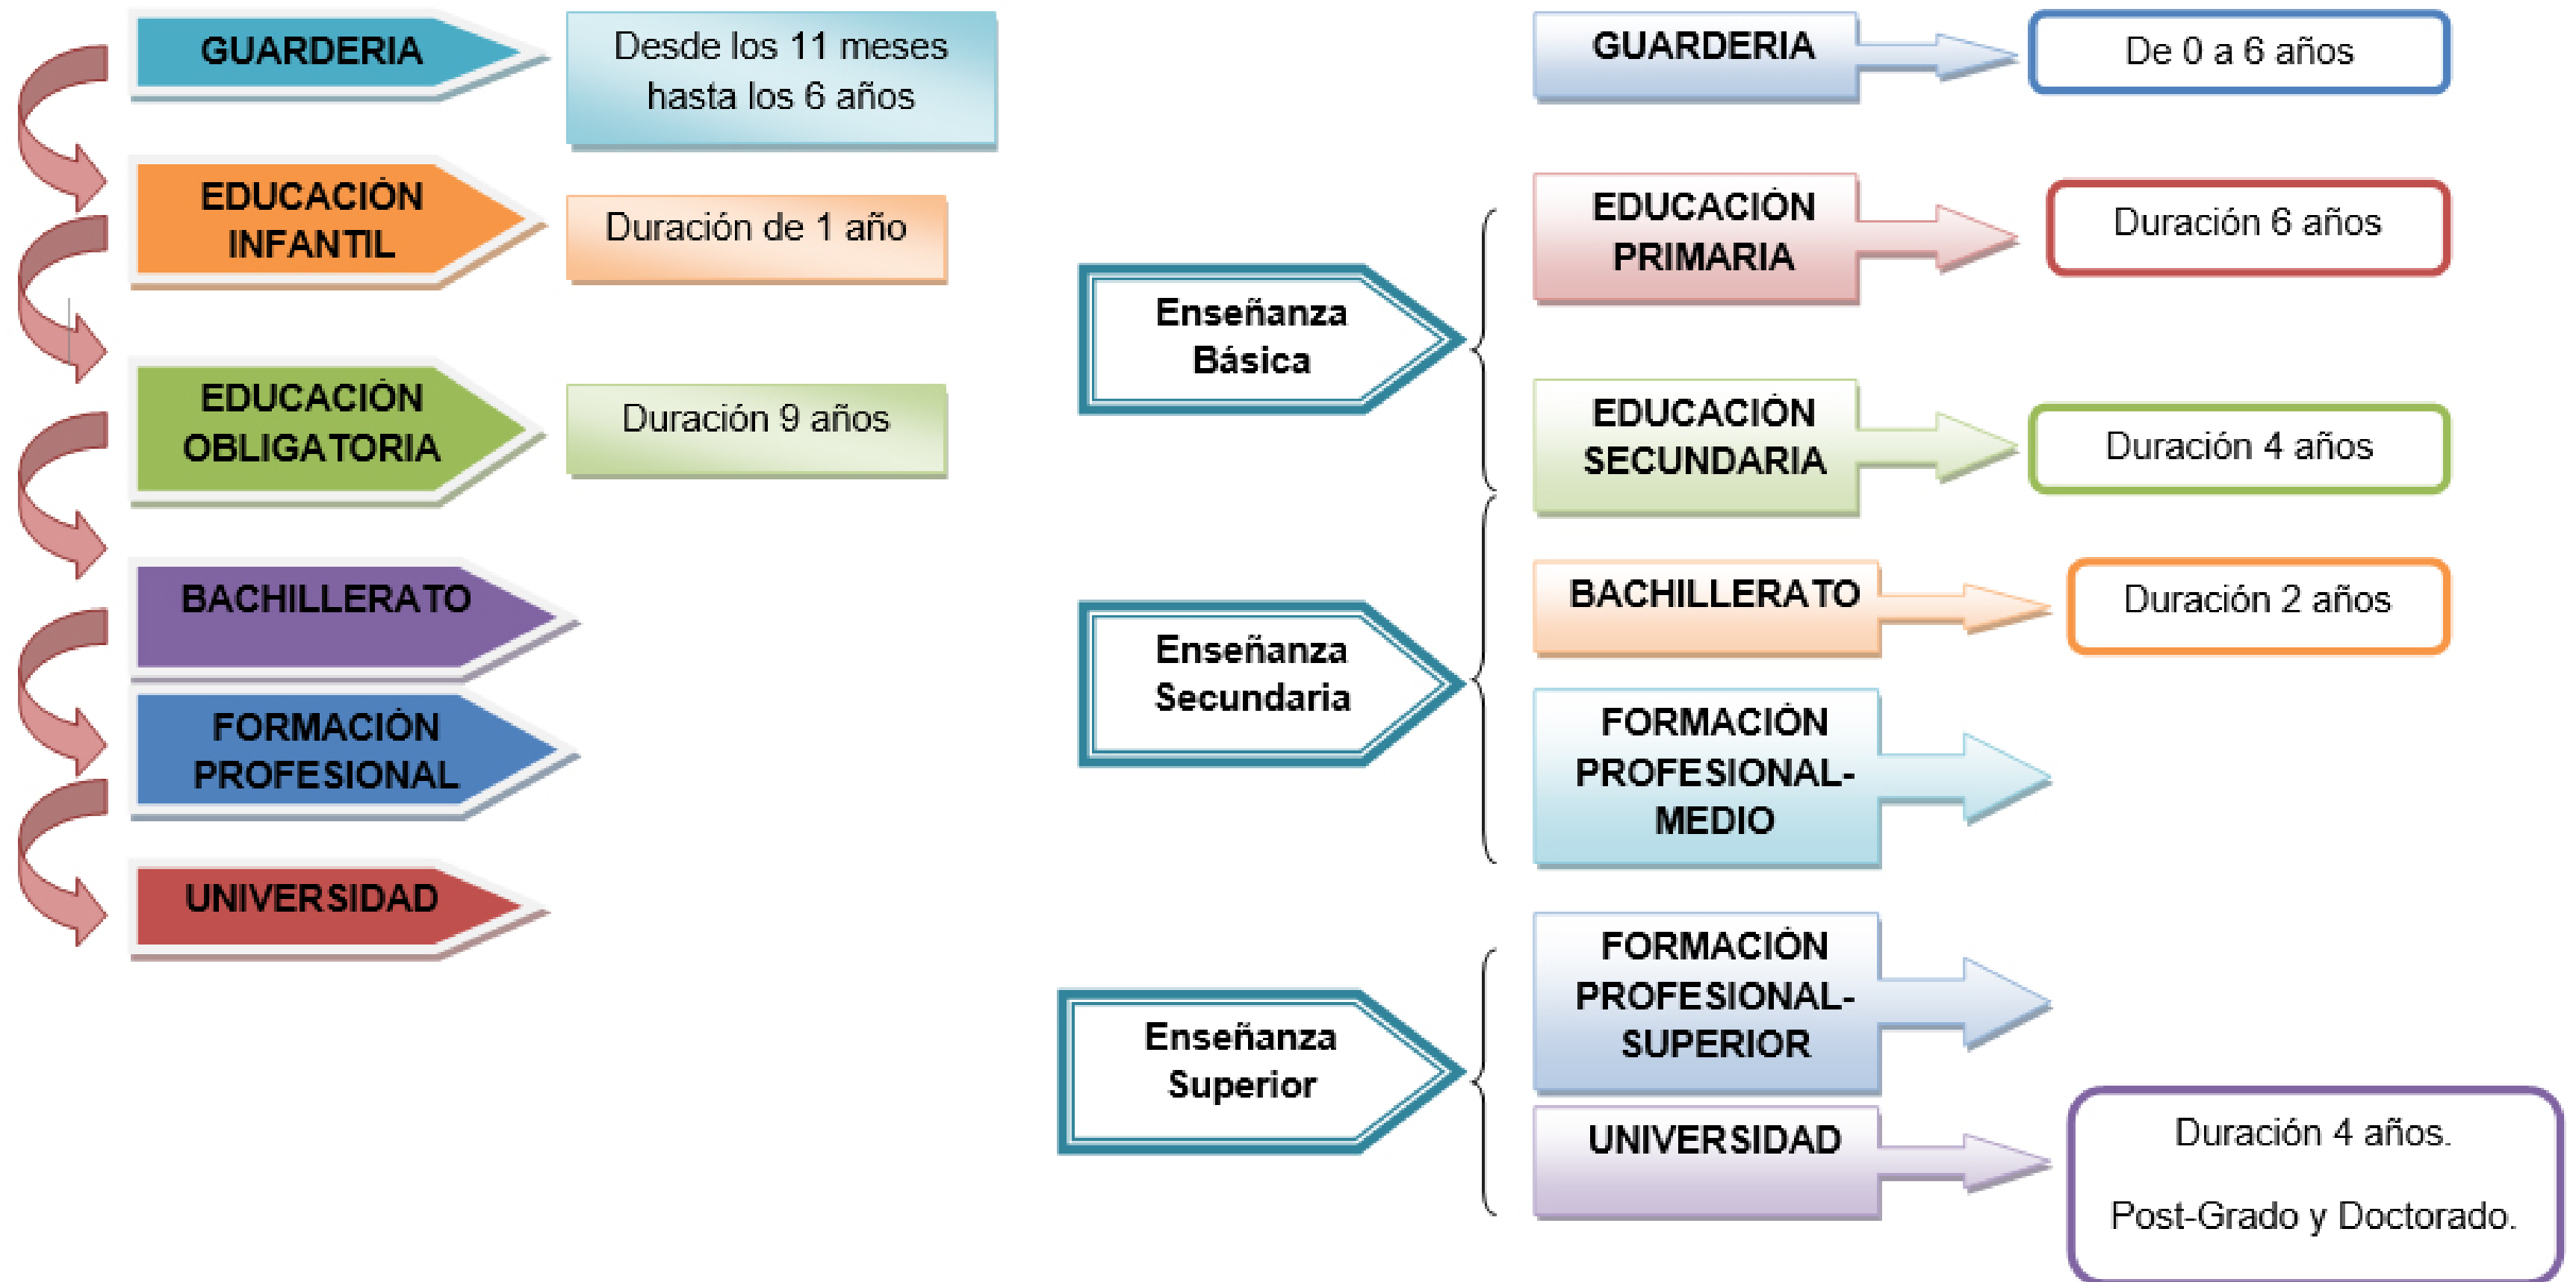 GUARDERIA
Desde los 11 meses
hasta los 6 años
EDUCACIÓN
INFANTIL
Duración de 1 año
EDUCACIÓN
OBLIGATORIA
Duración 9 años
BACHILLERATO
FORMACIÓN
PROFESIONAL
UNIVERSIDAD
GUARDERIA
De 0 a 6 años
Enseñanza
Básica
EDUCACIÓN
PRIMARIA
Duración 6 años
EDUCACIÓN
SECUNDARIA
Duración 4 años
Enseñanza
Secundaria
BACHILLERATO
Duración 2 años
FORMACIÓN
PROFESIONAL-
MEDIO
Enseñanza
Superior
FORMACIÓN
PROFESIONAL-
SUPERIOR
UNIVERSIDAD
Duración 4 años.
Post-Grado y Doctorado.